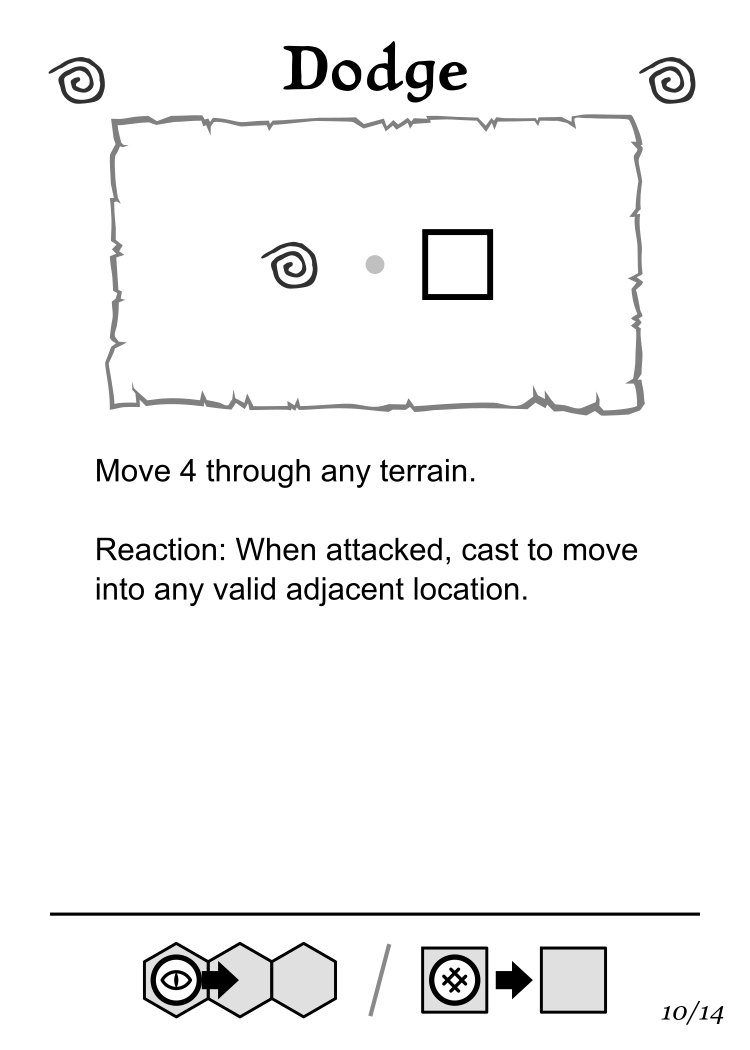 Dodge
Move 4 through any terrain.
Reaction: When attacked, cast to move
into any valid adjacent location.
10/14